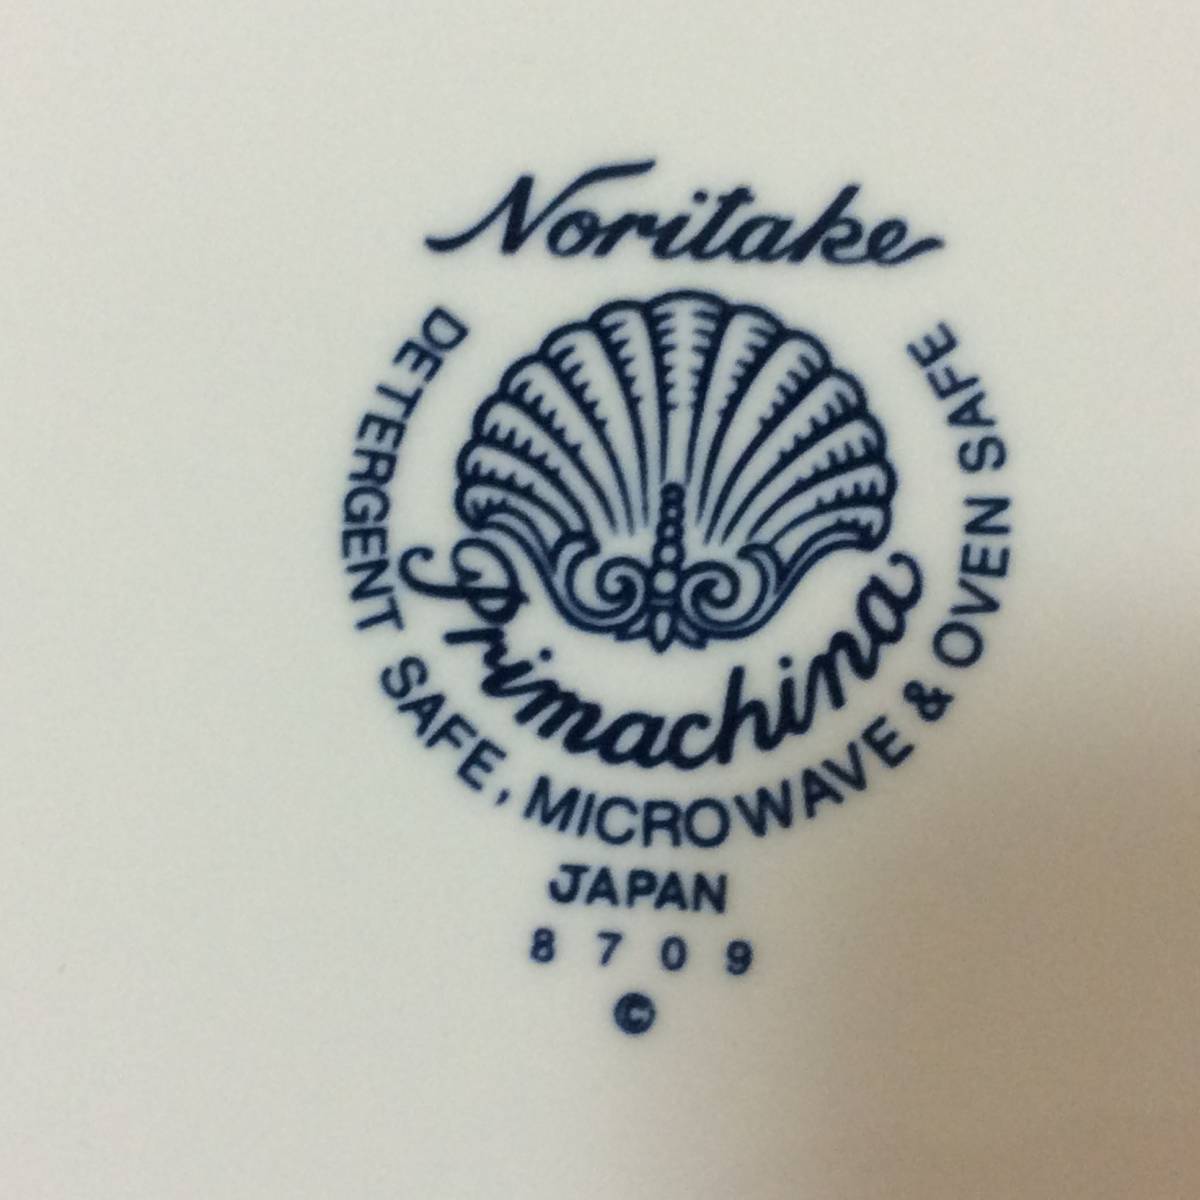 Noritake
Primachina
DETERGENT SAFE, MICROWAVE & OVEN SAFE
JAPAN
8709
©